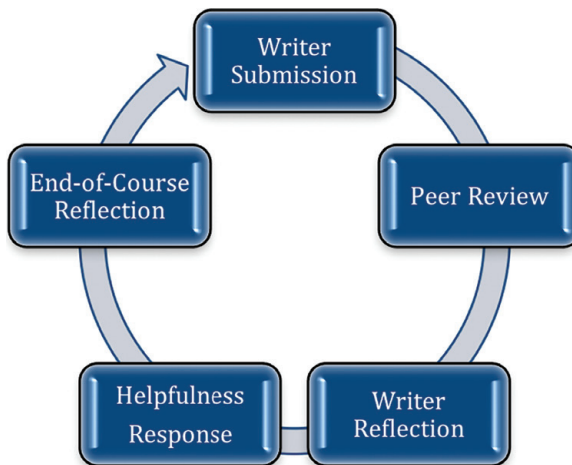 Writer
Submission
Peer Review
Writer
Reflection
Helpfulness
Response
End-of-Course
Reflection